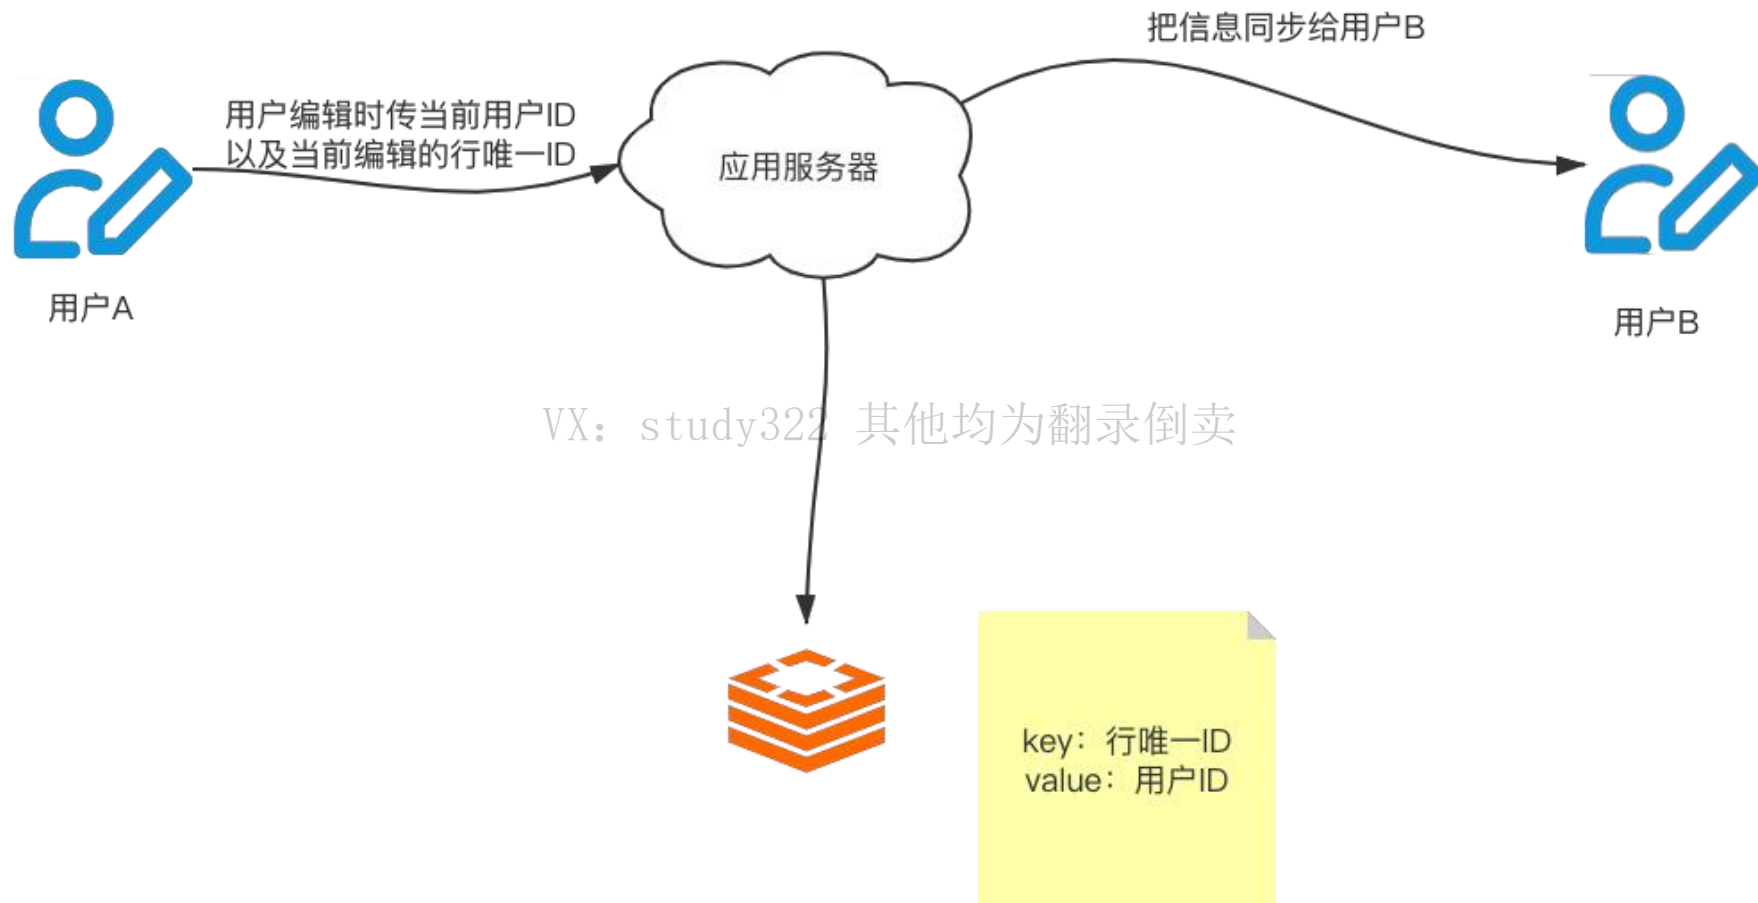 把信息同步给用户B
用户编辑时传当前用户ID
以及当前编辑的行唯一ID
应用服务器
用户A
用户B
VX：study322 其他均为翻录倒卖
key：行唯一ID
value：用户ID